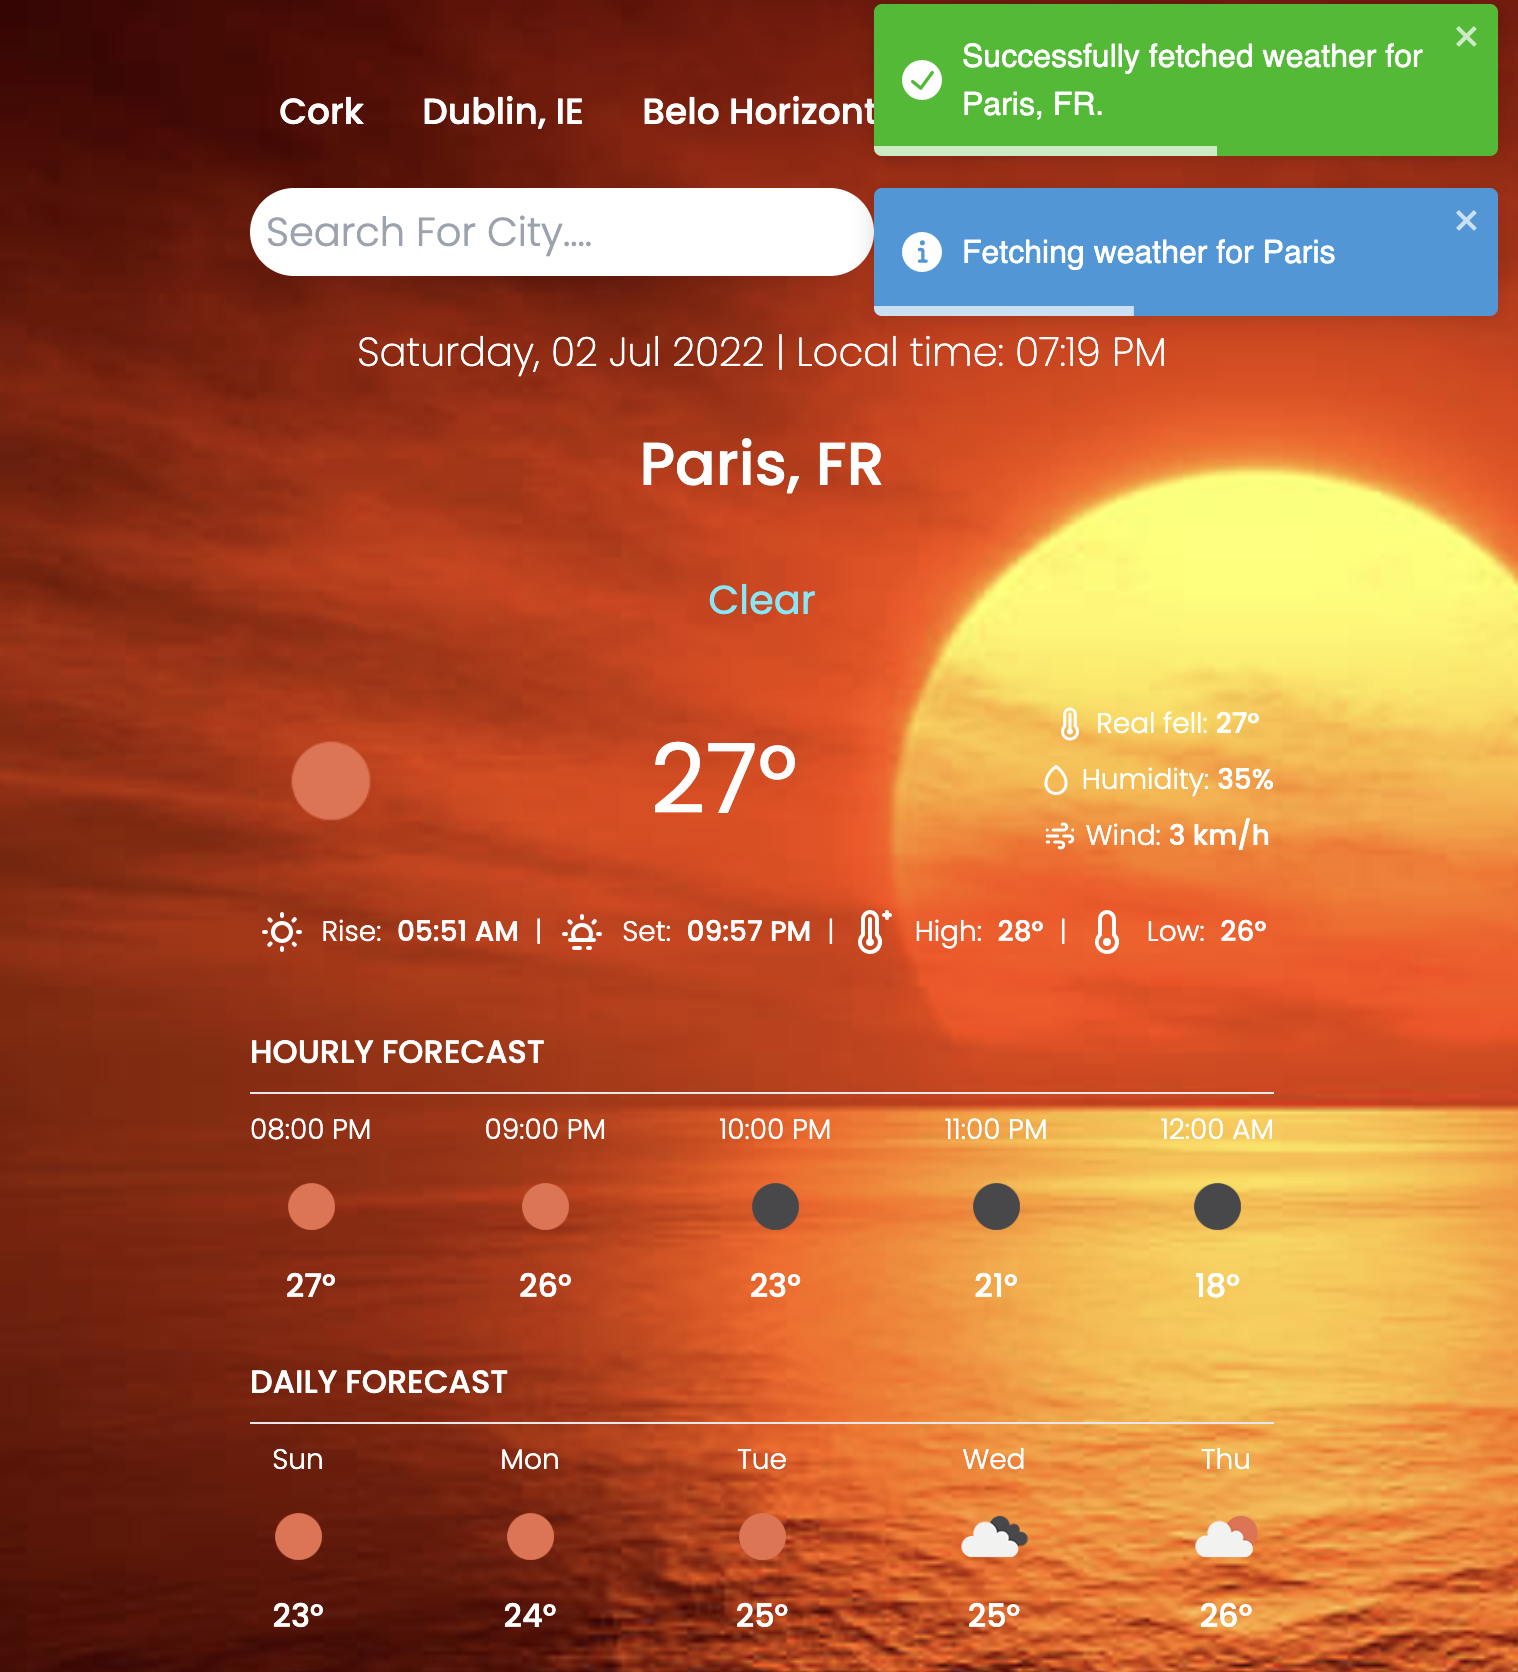 Successfully fetched weather for
Paris, FR.
Cork Dublin, IE Belo Horizont
Search For City....
Fetching weather for Paris
Saturday, 02 Jul 2022 | Local time: 07:19 PM
Paris, FR
Clear
27°
Real fell: 27°
Humidity: 35%
Wind: 3 km/h
Rise: 05:51 AM | Set: 09:57 PM | High: 28° | Low: 26°
HOURLY FORECAST
08:00 PM 09:00 PM 10:00 PM 11:00 PM 12:00 AM
27° 26° 23° 21° 18°
DAILY FORECAST
Sun Mon Tue Wed Thu
23° 24° 25° 25° 26°